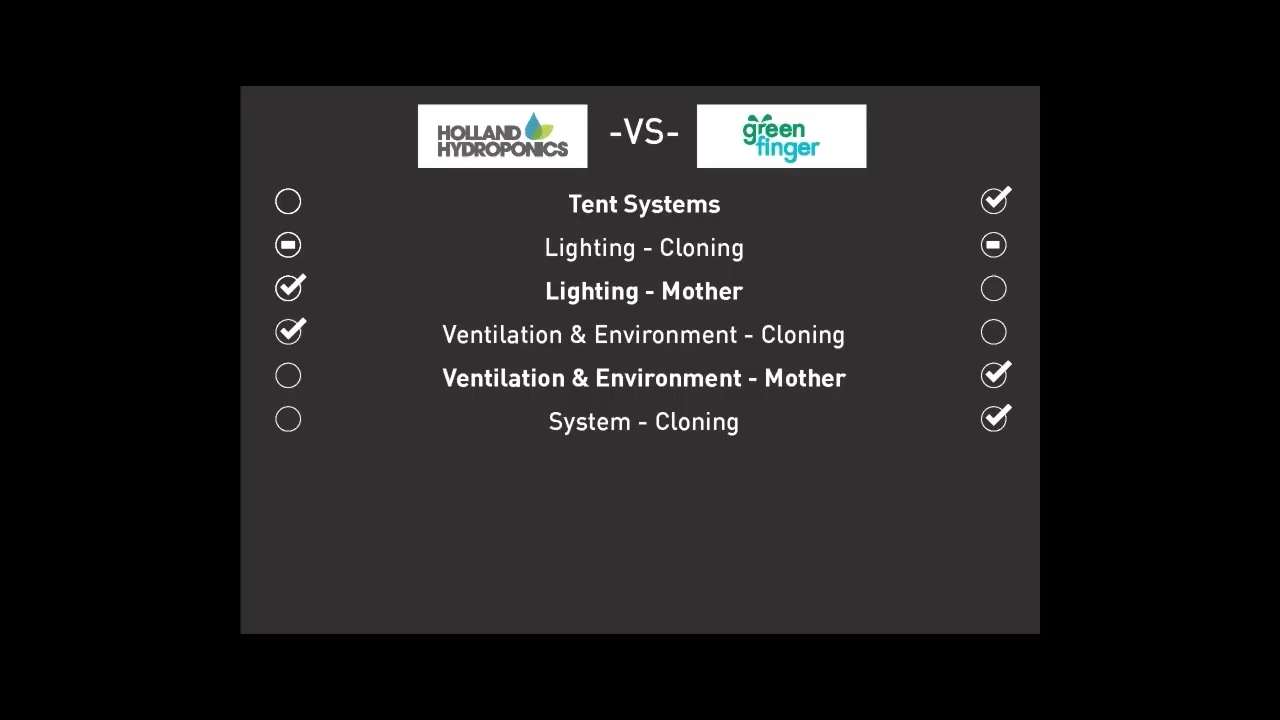 HOLLAND
HYDROPONICS
-VS-
green
finger
Tent Systems
Lighting - Cloning
Lighting - Mother
Ventilation & Environment - Cloning
Ventilation & Environment - Mother
System - Cloning